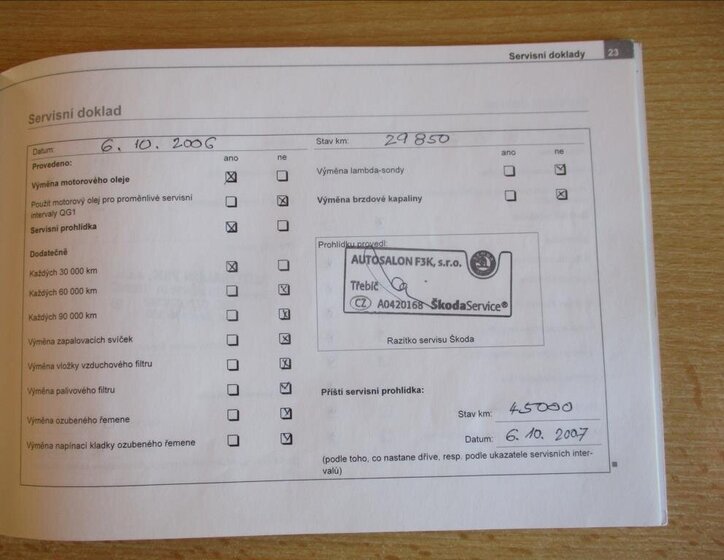 Servisní doklady 23
Servisní doklad
Datum: 6. 10. 2006 Stav km: 29850
Provedeno: ano ne ano ne
Výměna motorového oleje
Výměna lambda-sondy
Použit motorový olej pro proměnlivé servisní
intervaly QG1
Výměna brzdové kapaliny
Servisní prohlídka
Dodatečně
Každých 30 000 km
Každých 60 000 km
Každých 90 000 km
Výměna zapalovacích svíček
Výměna vložky vzduchového filtru
Výměna palivového filtru
Výměna ozubeného řemene
Výměna napínací kladky ozubeného řemene
Prohlídku provedl:
AUTOSALON F3K, s.r.o.
Třebíč
CZ A0420168 ŠkodaService®
Razítko servisu Škoda
Příští servisní prohlídka:
Stav km: 45000
Datum: 6. 10. 2007
(podle toho, co nastane dříve, resp. podle ukazatele servisních inter-
valů)